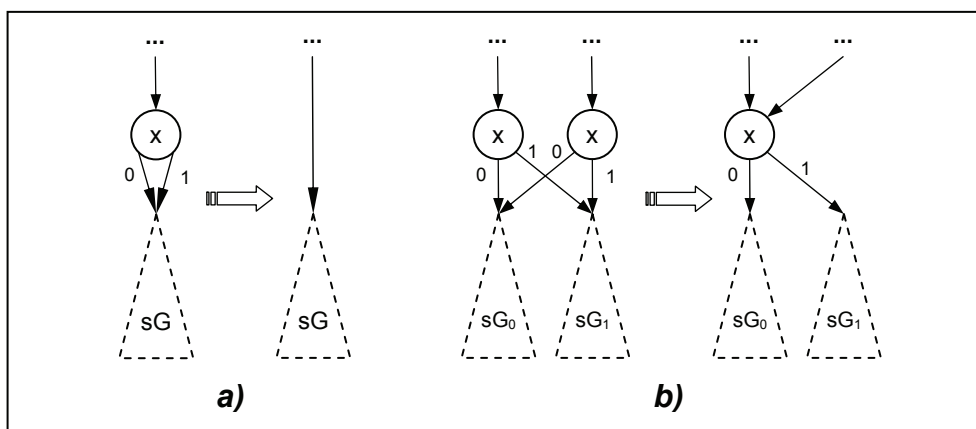 ... ... ... ... ... ...
x x x x
0 1 0 1 0 1 0 1
sG sG sG₀ sG₁ sG₀ sG₁
a) b)